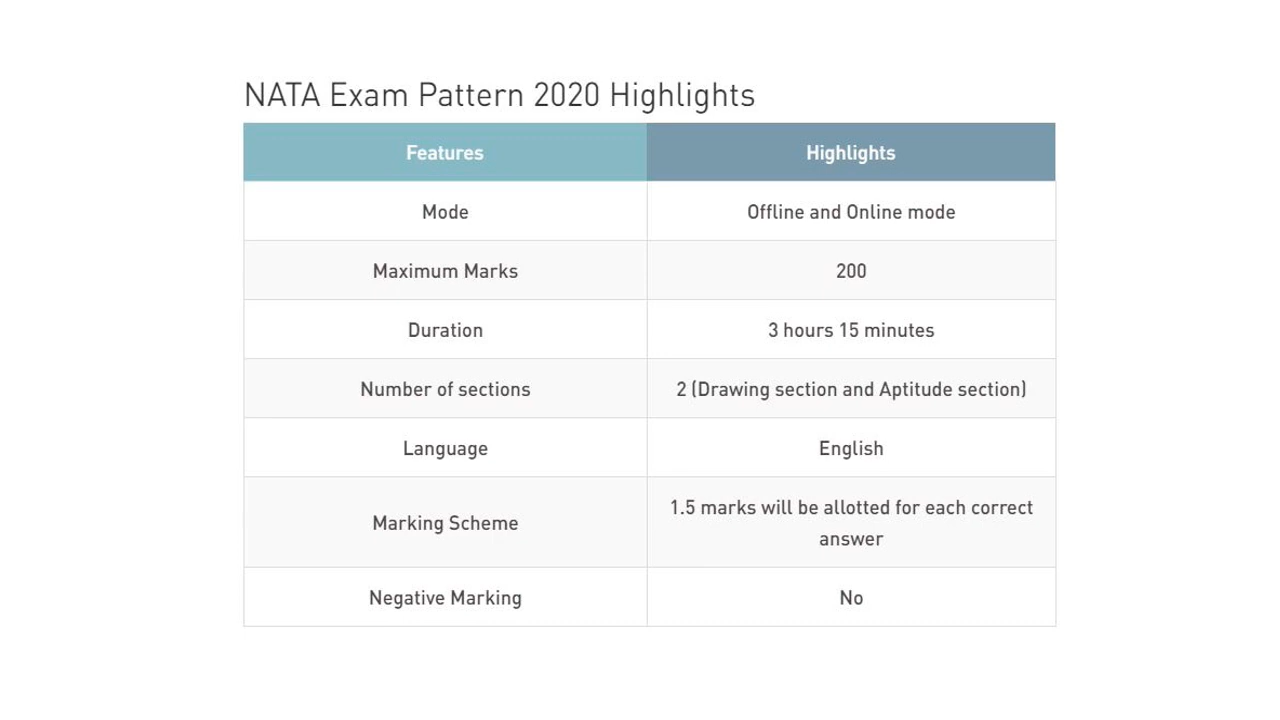 NATA Exam Pattern 2020 Highlights
Features Highlights
Mode Offline and Online mode
Maximum Marks 200
Duration 3 hours 15 minutes
Number of sections 2 (Drawing section and Aptitude section)
Language English
Marking Scheme 1.5 marks will be allotted for each correct
answer
Negative Marking No